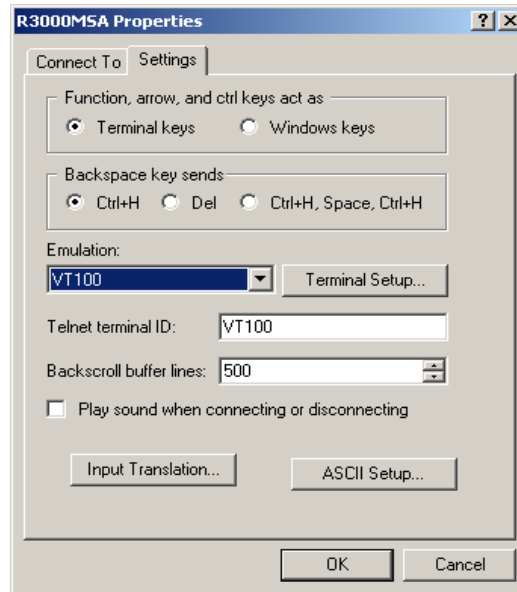 R3000MSA Properties
Connect To Settings
Function, arrow, and ctrl keys act as
Terminal keys Windows keys
Backspace key sends
Ctrl+H Del Ctrl+H, Space, Ctrl+H
Emulation:
VT100 Terminal Setup...
Telnet terminal ID: VT100
Backscroll buffer lines: 500
Play sound when connecting or disconnecting
Input Translation... ASCII Setup...
OK Cancel